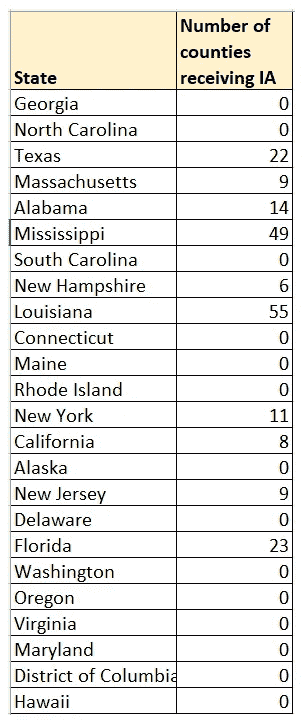 State Number of counties receiving IA
Georgia 0
North Carolina 0
Texas 22
Massachusetts 9
Alabama 14
Mississippi 49
South Carolina 0
New Hampshire 6
Louisiana 55
Connecticut 0
Maine 0
Rhode Island 0
New York 11
California 8
Alaska 0
New Jersey 9
Delaware 0
Florida 23
Washington 0
Oregon 0
Virginia 0
Maryland 0
District of Columbia 0
Hawaii 0